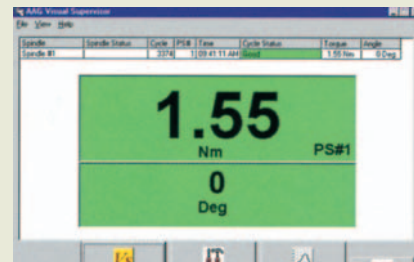 AAG Visual Supervisor
File View Help
Spindle Spindle Status Cycle PS# Time Cycle Status Torque Angle
Spindle #1 3374 1 09:41:11 AM Good 1.55 Nm 0 Deg
1.55
Nm PS#1
0
Deg